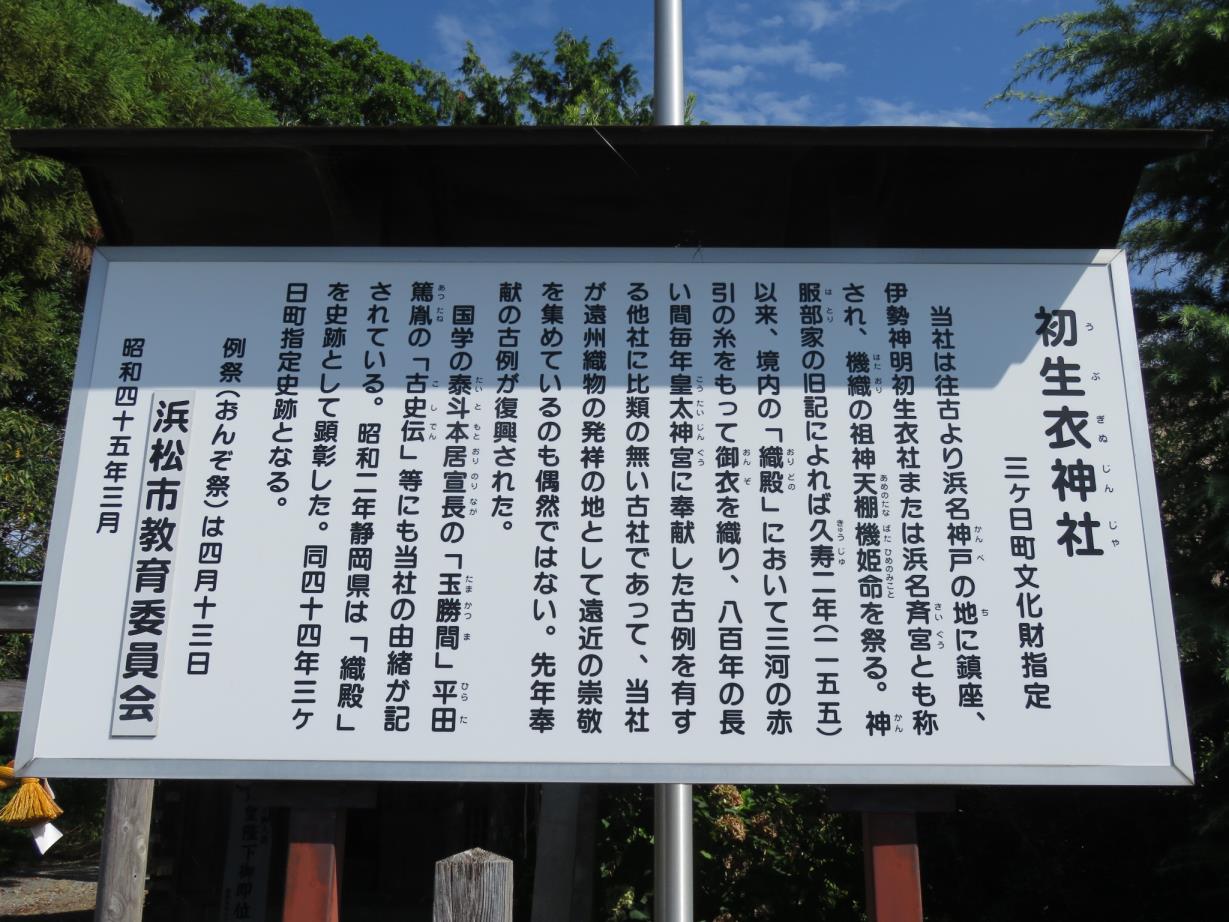 初生衣神社
三ケ日町文化財指定
当社は往古より浜名神戸の地に鎮座、
伊勢神明初生衣社または浜名斉宮とも称
され、機織の祖神天棚機姫命を祭る。神
服部家の旧記によれば久寿二年(一一五五)
以来、境内の「織殿」において三河の赤
引の糸をもって御衣を織り、八百年の長
い間毎年皇太神宮に奉献した古例を有す
る他社に比類の無い古社であって、当社
が遠州織物の発祥の地として遠近の崇敬
を集めているのも偶然ではない。先年奉
献の古例が復興された。
国学の泰斗本居宣長の「玉勝間」平田
篤胤の「古史伝」等にも当社の由緒が記
されている。昭和二年静岡県は「織殿」
を史跡として顕彰した。同四十四年三ケ
日町指定史跡となる。
例祭(おんぞ祭)は四月十三日
浜松市教育委員会
昭和四十五年三月